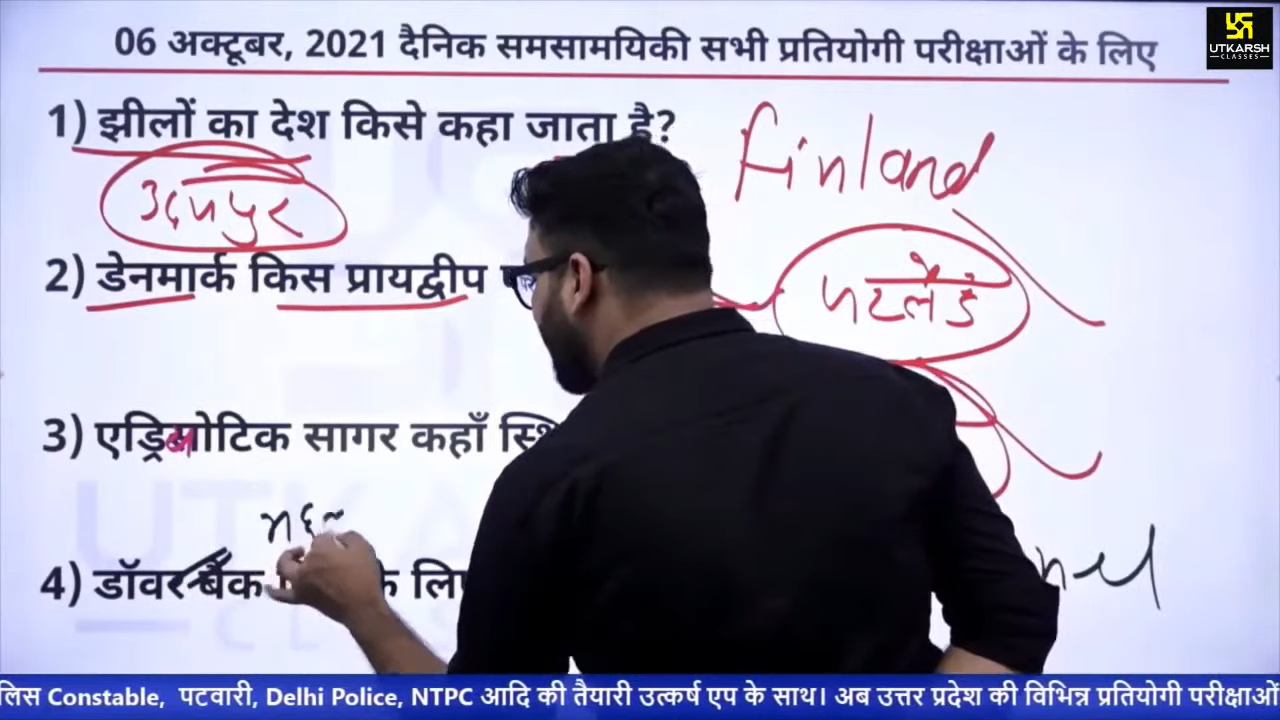 06 अक्टूबर, 2021 दैनिक समसामयिकी सभी प्रतियोगी परीक्षाओं के लिए
UTKARSH
CLASSES
1) झीलों का देश किसे कहा जाता है?
Finland
उदयपुर
2) डेनमार्क किस प्रायद्वीप
3) एड्रिओटिक सागर कहाँ
4) डॉवर बैंक
लिस Constable, पटवारी, Delhi Police, NTPC आदि की तैयारी उत्कर्ष एप के साथ। अब उत्तर प्रदेश की विभिन्न प्रतियोगी परीक्षाओं